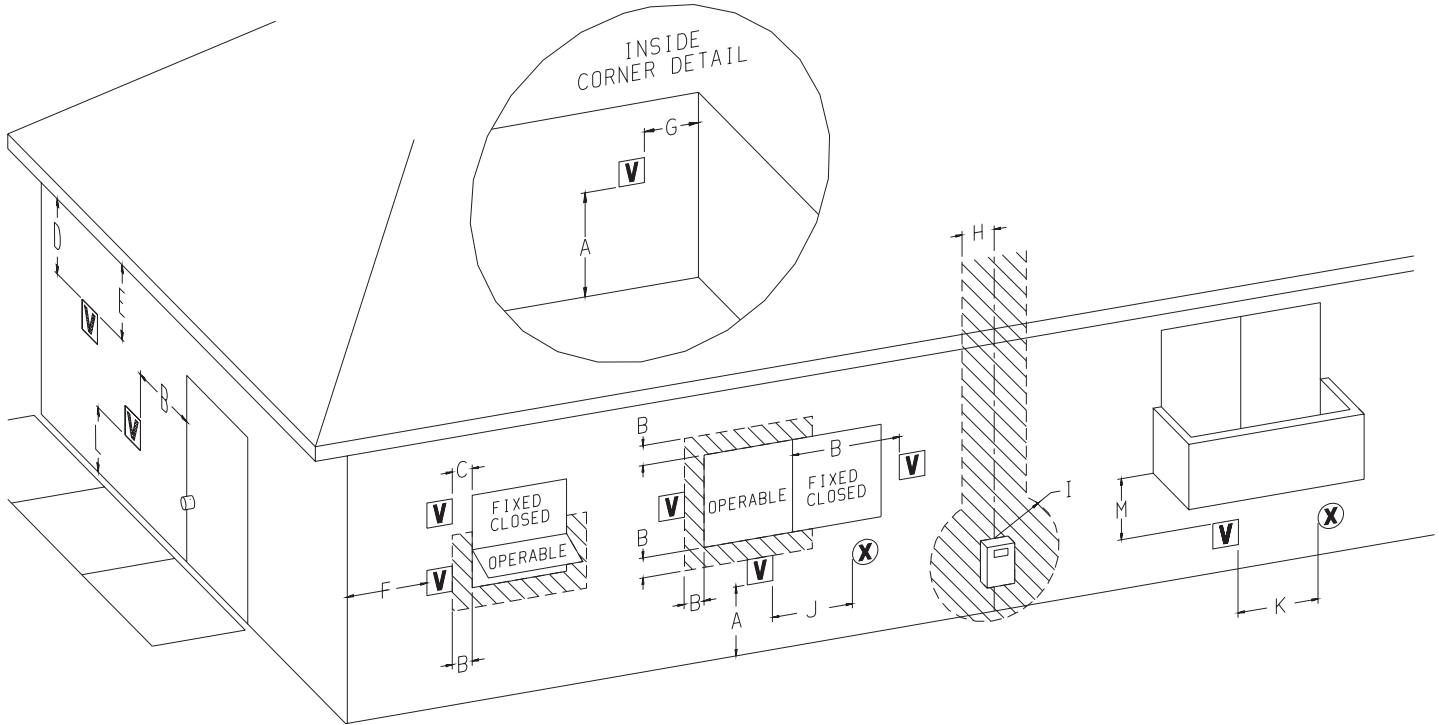 INSIDE
CORNER DETAIL
G
V
A
H
D
E
V
B
V
L
C
V
FIXED
CLOSED
OPERABLE
V
F
B
B
B
V
OPERABLE
FIXED
CLOSED
V
B
V
X
B
A
J
I
M
V
X
K